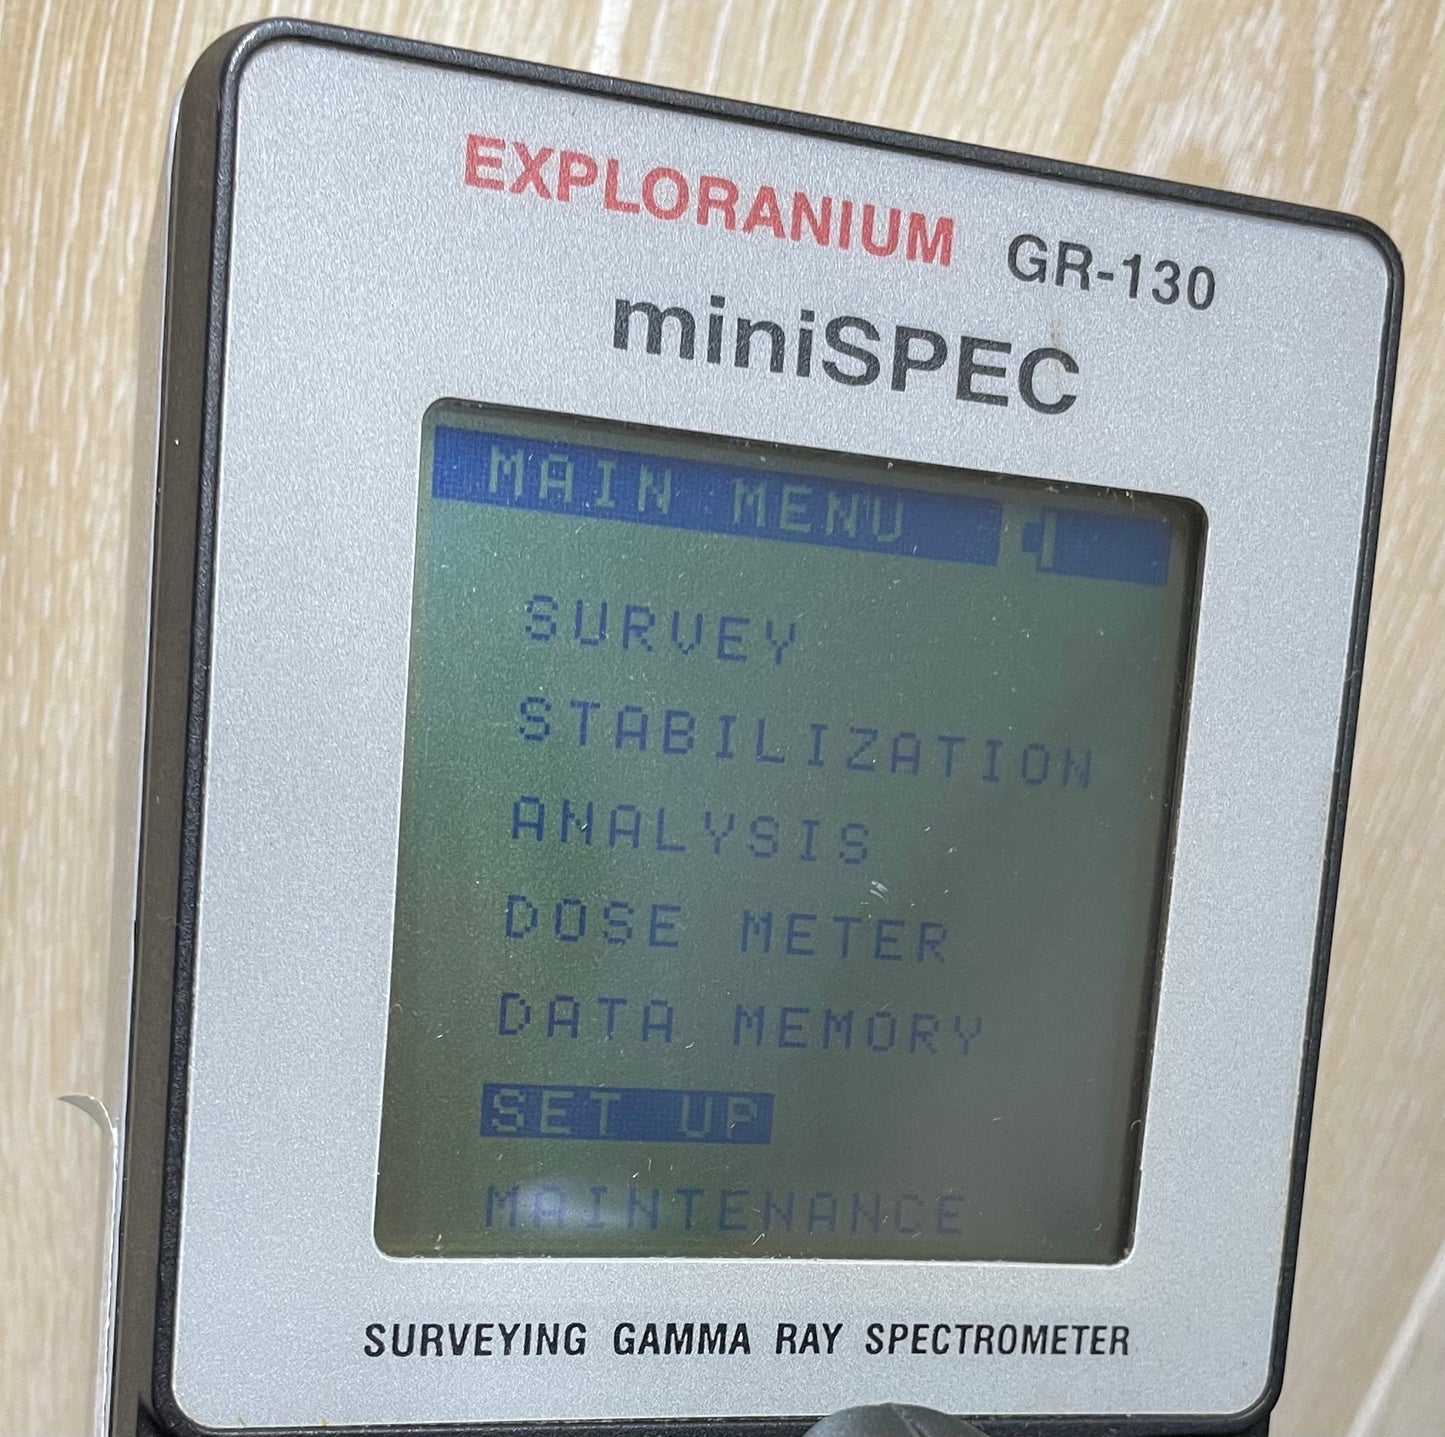 EXPLORANIUM GR-130
miniSPEC
MAIN MENU
SURVEY
STABILIZATION
ANALYSIS
DOSE METER
DATA MEMORY
SET UP
MAINTENANCE
SURVEYING GAMMA RAY SPECTROMETER